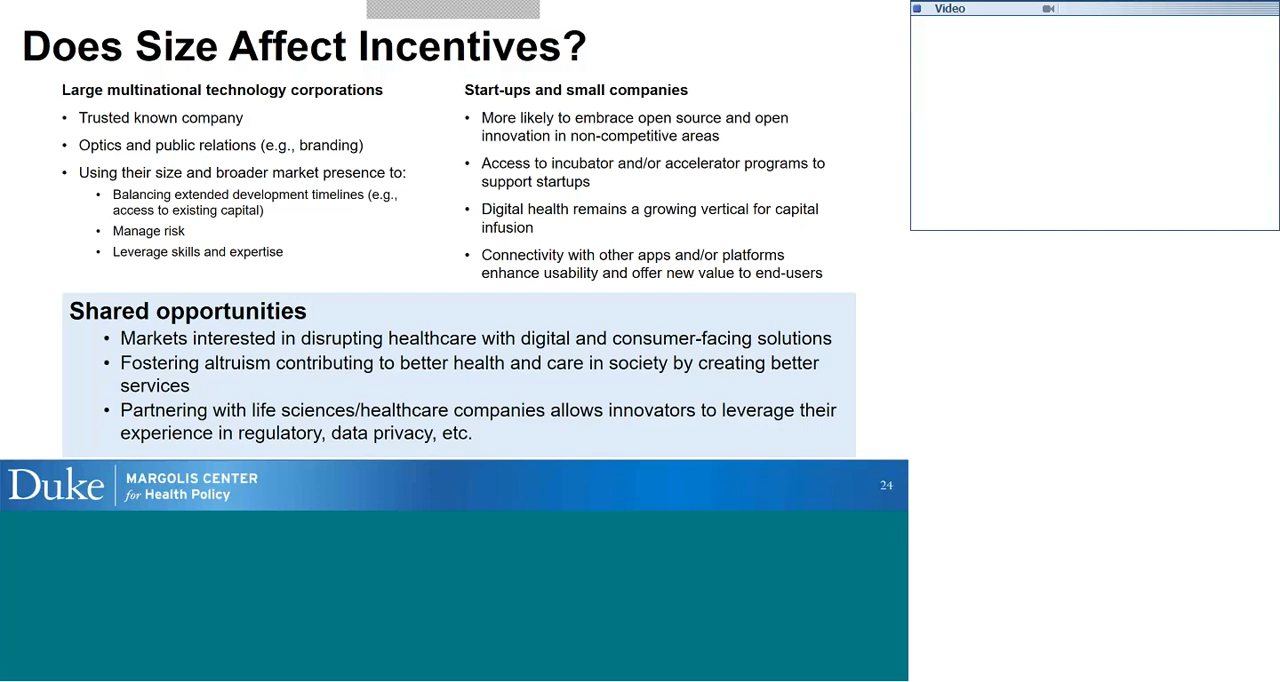 Does Size Affect Incentives?
Large multinational technology corporations
• Trusted known company
• Optics and public relations (e.g., branding)
• Using their size and broader market presence to:
• Balancing extended development timelines (e.g.,
access to existing capital)
• Manage risk
• Leverage skills and expertise
Start-ups and small companies
• More likely to embrace open source and open
innovation in non-competitive areas
• Access to incubator and/or accelerator programs to
support startups
• Digital health remains a growing vertical for capital
infusion
• Connectivity with other apps and/or platforms
enhance usability and offer new value to end-users
Shared opportunities
• Markets interested in disrupting healthcare with digital and consumer-facing solutions
• Fostering altruism contributing to better health and care in society by creating better
services
• Partnering with life sciences/healthcare companies allows innovators to leverage their
experience in regulatory, data privacy, etc.
Duke
MARGOLIS CENTER
for Health Policy
24
Video